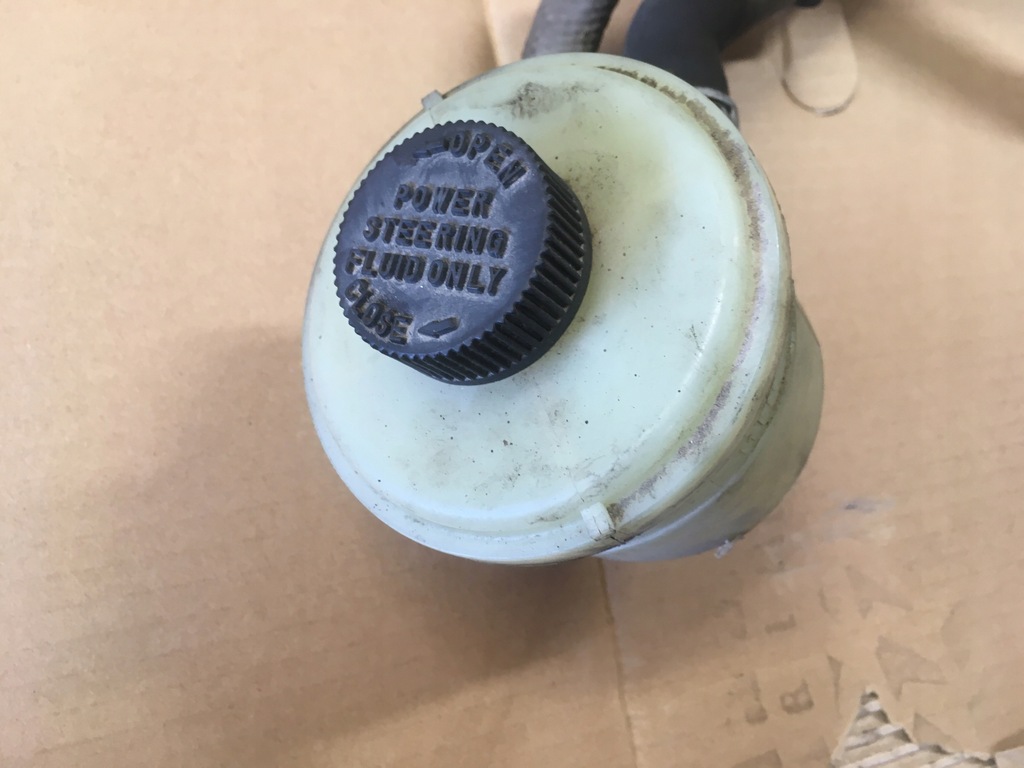 OPEN
POWER
STEERING
FLUID ONLY
CLOSE